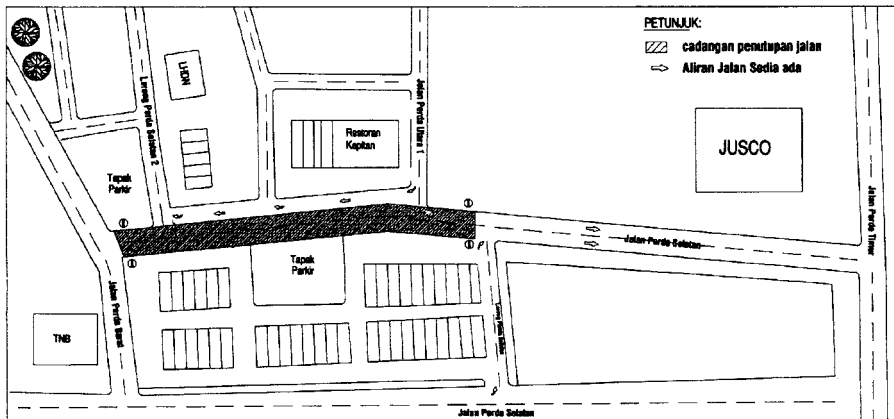 PETUNJUK:
cadangan penutupan jalan
Aliran Jalan Sedia ada
LHDN
Lorong Perda Selatan 2
Jalan Perda Utara 1
Restoran
Kapitan
JUSCO
Tapak
Parkir
Jalan Perda Selatan
Jalan Perda Timur
Tapak
Parkir
Jalan Perda Barat
TNB
Jalan Perda Selatan